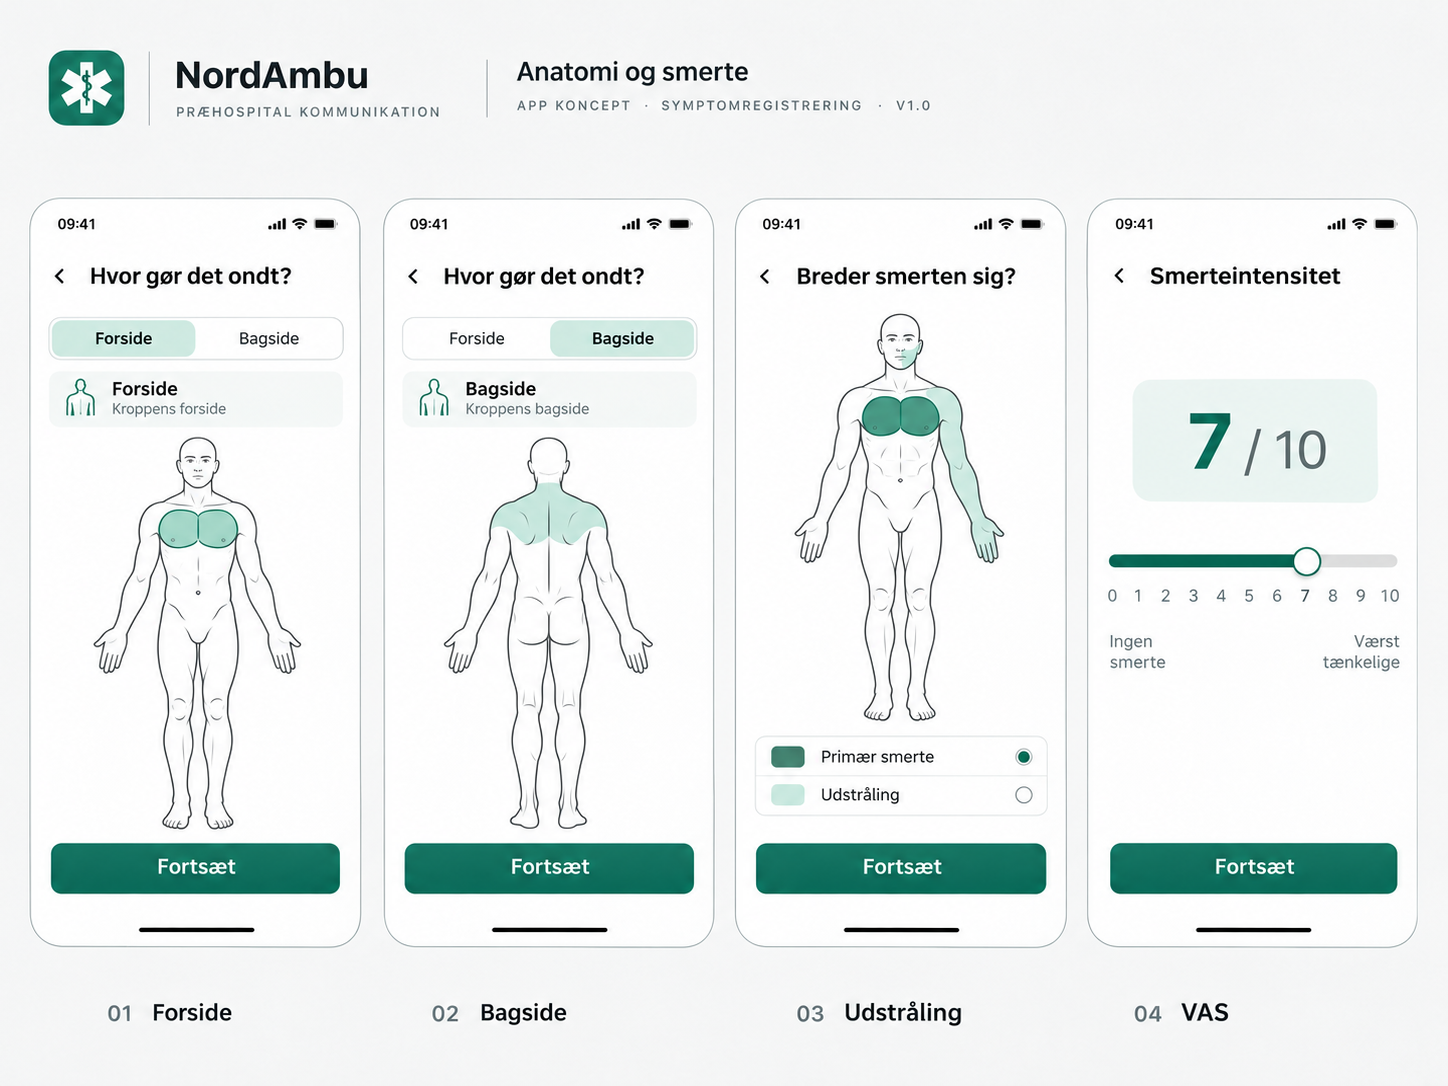 NordAmbu
PRÆHOSPITAL KOMMUNIKATION
Anatomi og smerte
APP KONCEPT · SYMPTOMREGISTRERING · V1.0
09:41
Hvor gør det ondt?
Forside Bagside
Forside
Kroppens forside
Fortsæt
01 Forside
09:41
Hvor gør det ondt?
Forside Bagside
Bagside
Kroppens bagside
Fortsæt
02 Bagside
09:41
Breder smerten sig?
Primær smerte
Udstråling
Fortsæt
03 Udstråling
09:41
Smerteintensitet
7 / 10
0 1 2 3 4 5 6 7 8 9 10
Ingen
smerte
Værst
tænkelige
Fortsæt
04 VAS